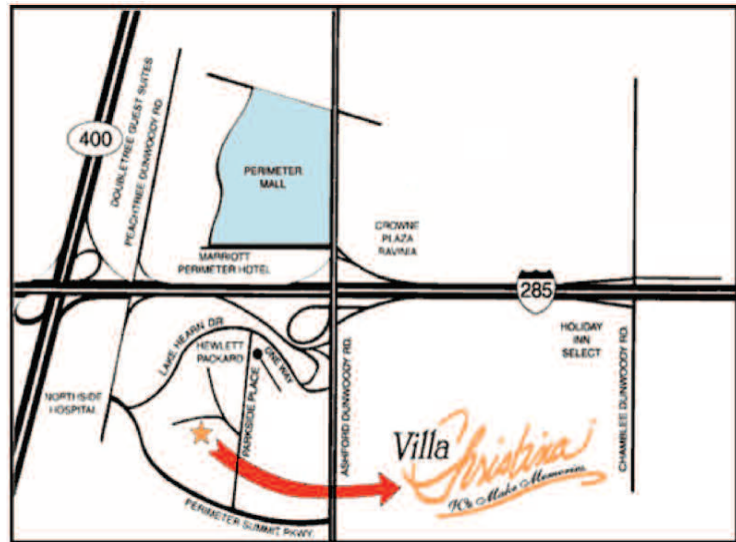 400
DOUBLETREE GUEST SUITES
PEACHTREE DUNWOODY RD.
PERIMETER
MALL
MARRIOTT
PERIMETER HOTEL
CROWNE
PLAZA
RAVINIA
285
HOLIDAY
INN
SELECT
CHAMBLEE DUNWOODY RD.
LAKE HEARN DR.
HEWLETT
PACKARD
ONE WAY
NORTHSIDE
HOSPITAL
PARKSIDE PLACE
ASHFORD DUNWOODY RD.
PERIMETER SUMMIT PKWY.
Villa
Christina
We Make Memories